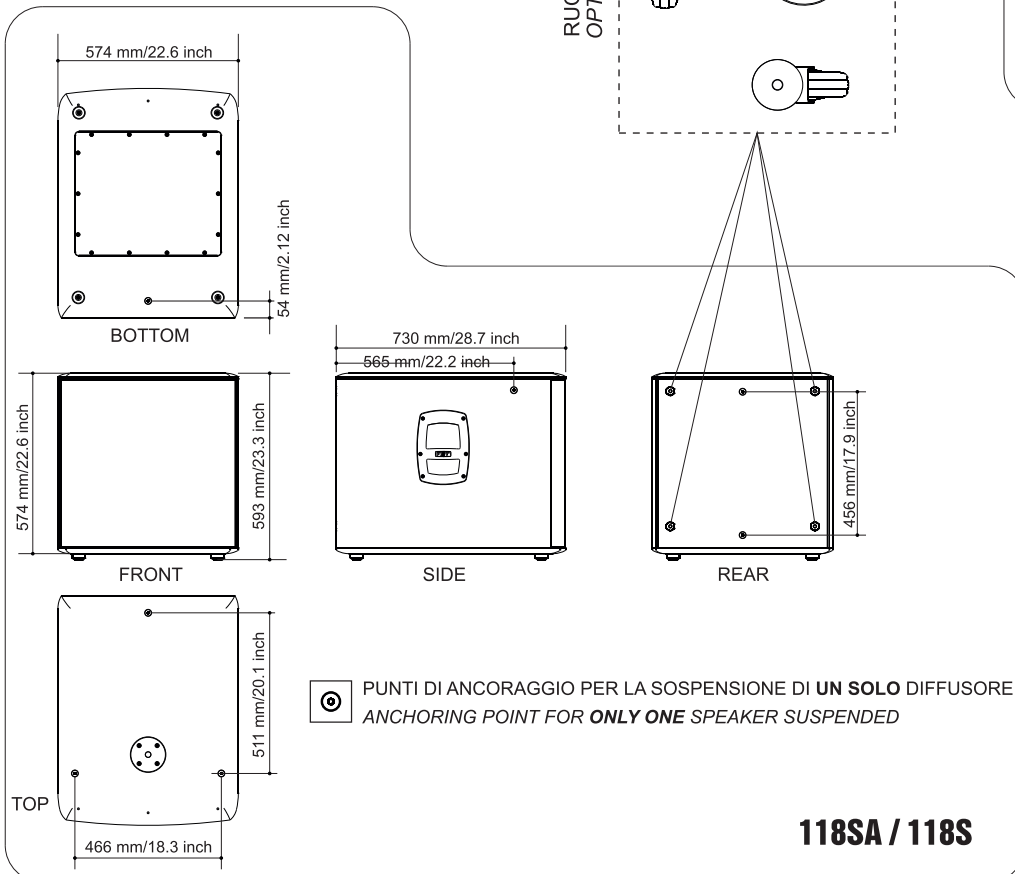 RUO
OPT
574 mm/22.6 inch
54 mm/2.12 inch
BOTTOM
730 mm/28.7 inch
565 mm/22.2 inch
574 mm/22.6 inch
593 mm/23.3 inch
456 mm/17.9 inch
FBT
FRONT
SIDE
REAR
511 mm/20.1 inch
PUNTI DI ANCORAGGIO PER LA SOSPENSIONE DI UN SOLO DIFFUSORE
ANCHORING POINT FOR ONLY ONE SPEAKER SUSPENDED
TOP
466 mm/18.3 inch
118SA / 118S